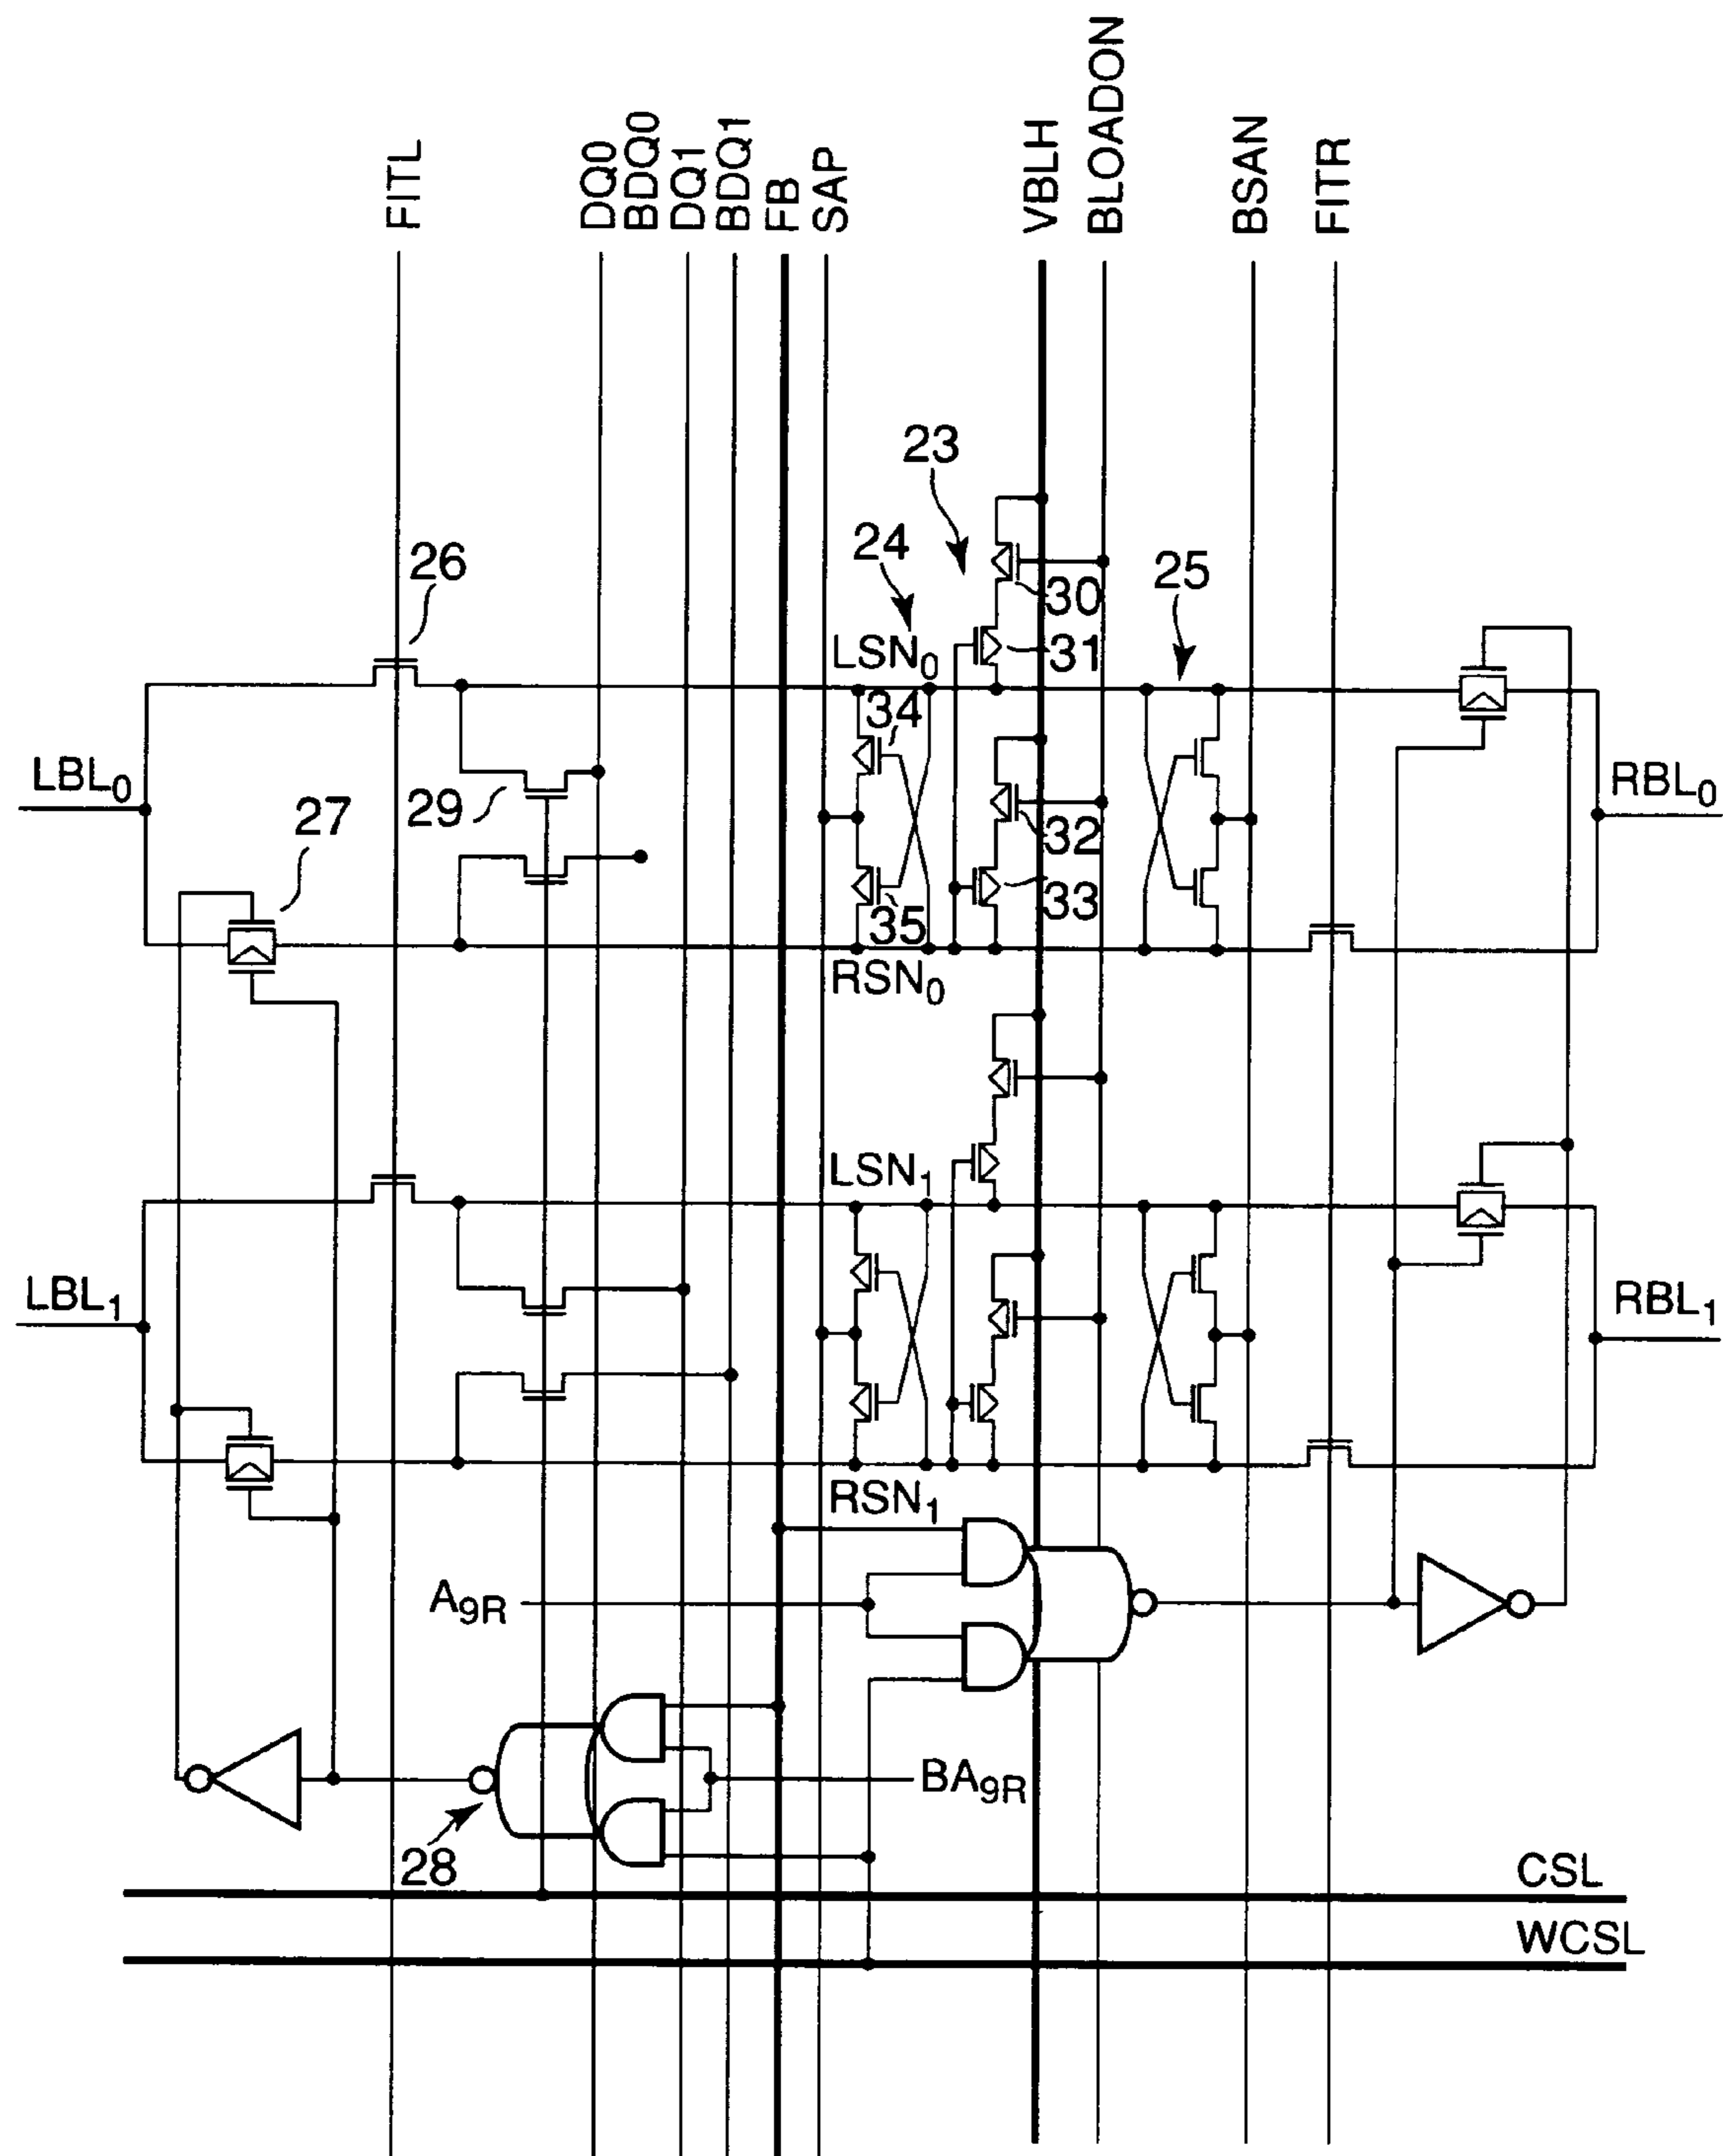 FITL
DQ0
BDQ0
DQ1
BDQ1
FB
SAP
VBLH
BLOADON
BSAN
FITR
23
24
26
25
30
31
LSN0
34
LBL0
RBL0
29
27
32
33
35
RSN0
LSN1
LBL1
RBL1
RSN1
A9R
BA9R
28
CSL
WCSL